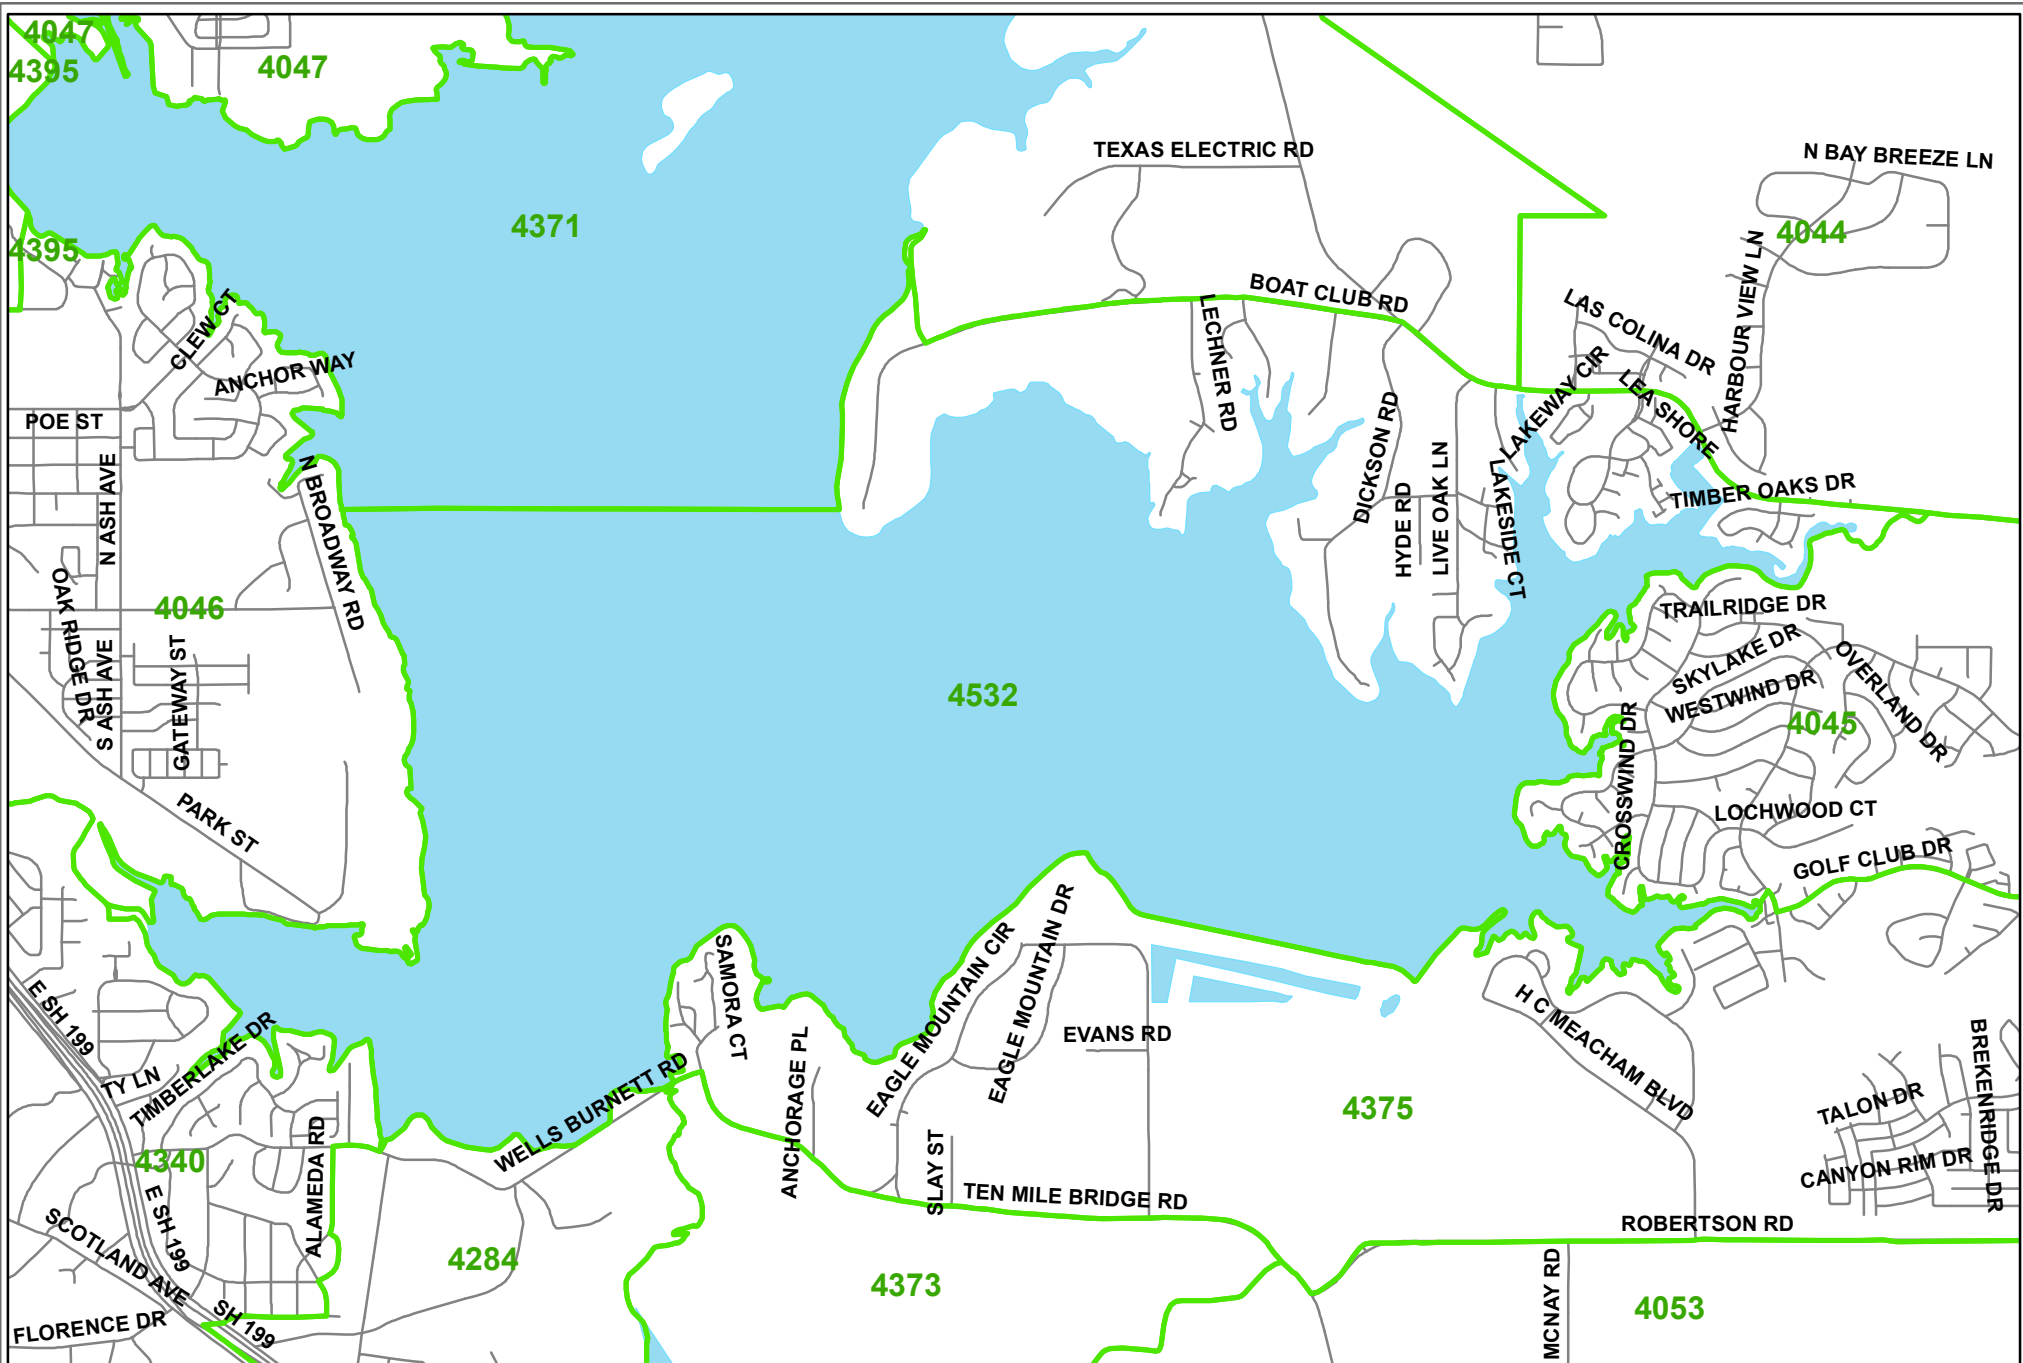 4047
4395
4047
TEXAS ELECTRIC RD
N BAY BREEZE LN
4371
4044
4395
HARBOUR VIEW LN
BOAT CLUB RD
LECHNER RD
LAS COLINA DR
CLEW CT
ANCHOR WAY
LAKEWAY CIR
LEA SHORE
POE ST
N ASH AVE
N BROADWAY RD
DICKSON RD
HYDE RD
LIVE OAK LN
LAKESIDE CT
TIMBER OAKS DR
OAK RIDGE DR
4046
S ASH AVE
GATEWAY ST
TRAILRIDGE DR
SKYLAKE DR
WESTWIND DR
OVERLAND DR
4532
4045
CROSSWIND DR
PARK ST
LOCHWOOD CT
GOLF CLUB DR
SAMORA CT
EAGLE MOUNTAIN CIR
EAGLE MOUNTAIN DR
E SH 199
TIMBERLAKE DR
TY LN
EVANS RD
H C MEACHAM BLVD
BREKENRIDGE DR
WELLS BURNETT RD
ANCHORAGE PL
4375
TALON DR
4340
ALAMEDA RD
CANYON RIM DR
SLAY ST
TEN MILE BRIDGE RD
E SH 199
ROBERTSON RD
SCOTLAND AVE
4284
4373
MCNAY RD
4053
FLORENCE DR
SH 199